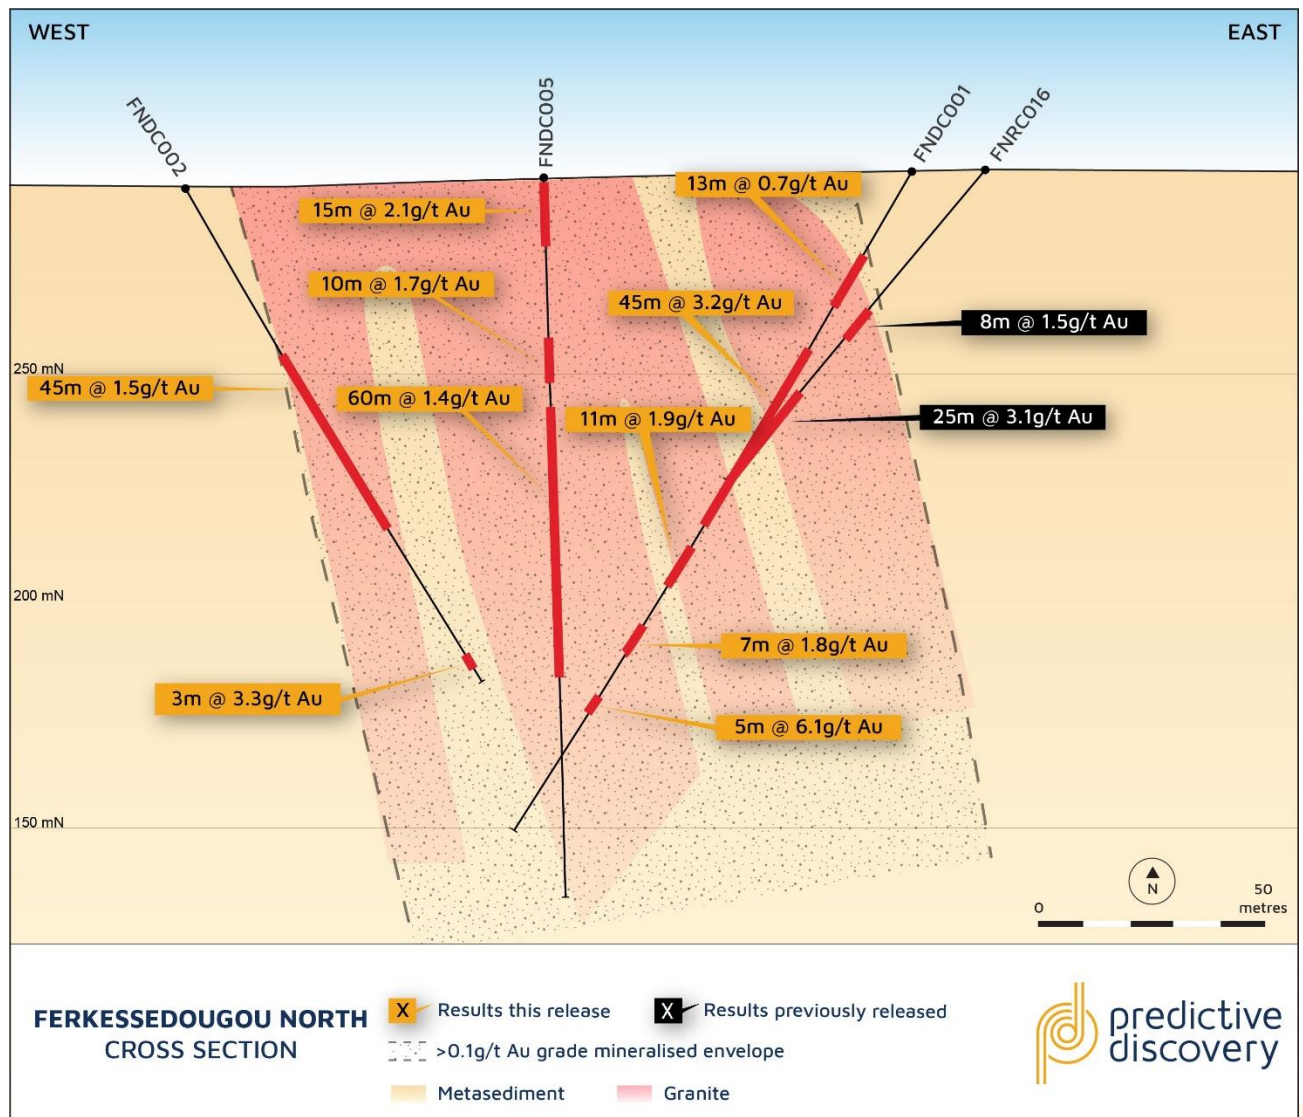 WEST
EAST
FNDC002
FNDC005
FNDC001
FNRC016
13m @ 0.7g/t Au
15m @ 2.1g/t Au
10m @ 1.7g/t Au
45m @ 3.2g/t Au
8m @ 1.5g/t Au
250 mN
45m @ 1.5g/t Au
60m @ 1.4g/t Au
11m @ 1.9g/t Au
25m @ 3.1g/t Au
200 mN
7m @ 1.8g/t Au
3m @ 3.3g/t Au
5m @ 6.1g/t Au
150 mN
N
0
50
metres
FERKESSEDOUGOU NORTH
CROSS SECTION
X Results this release
X Results previously released
>0.1g/t Au grade mineralised envelope
Metasediment
Granite
predictive
discovery